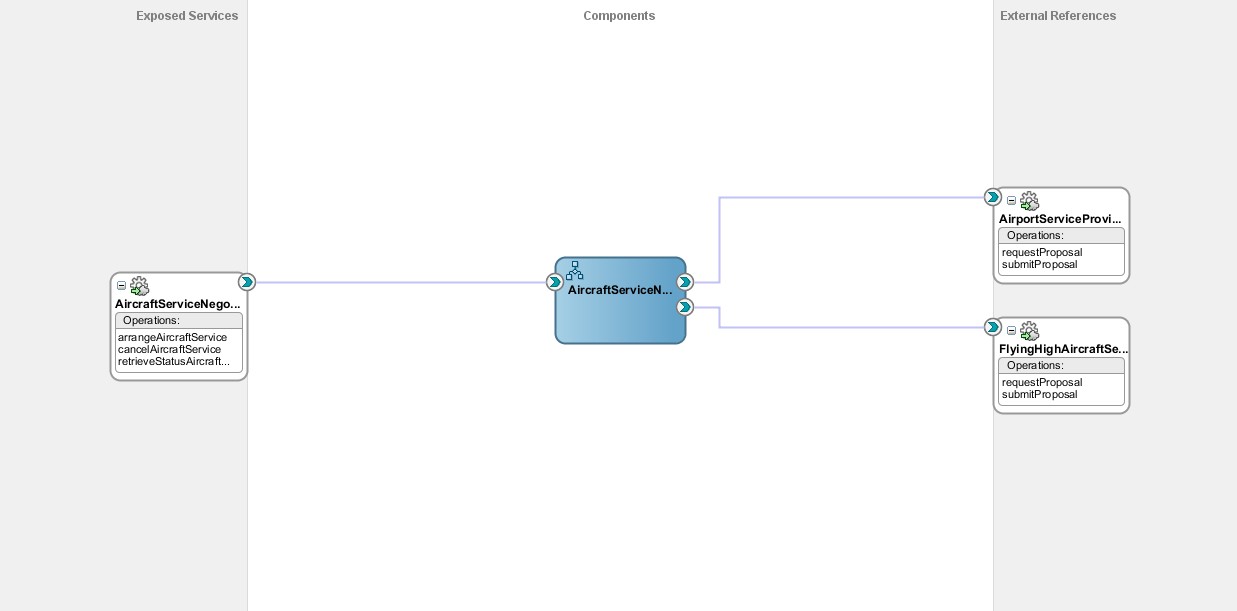 Exposed Services
Components
External References
AircraftServiceNego...
Operations:
arrangeAircraftService
cancelAircraftService
retrieveStatusAircraft...
AircraftServiceN...
AirportServiceProvi...
Operations:
requestProposal
submitProposal
FlyingHighAircraftSe...
Operations:
requestProposal
submitProposal